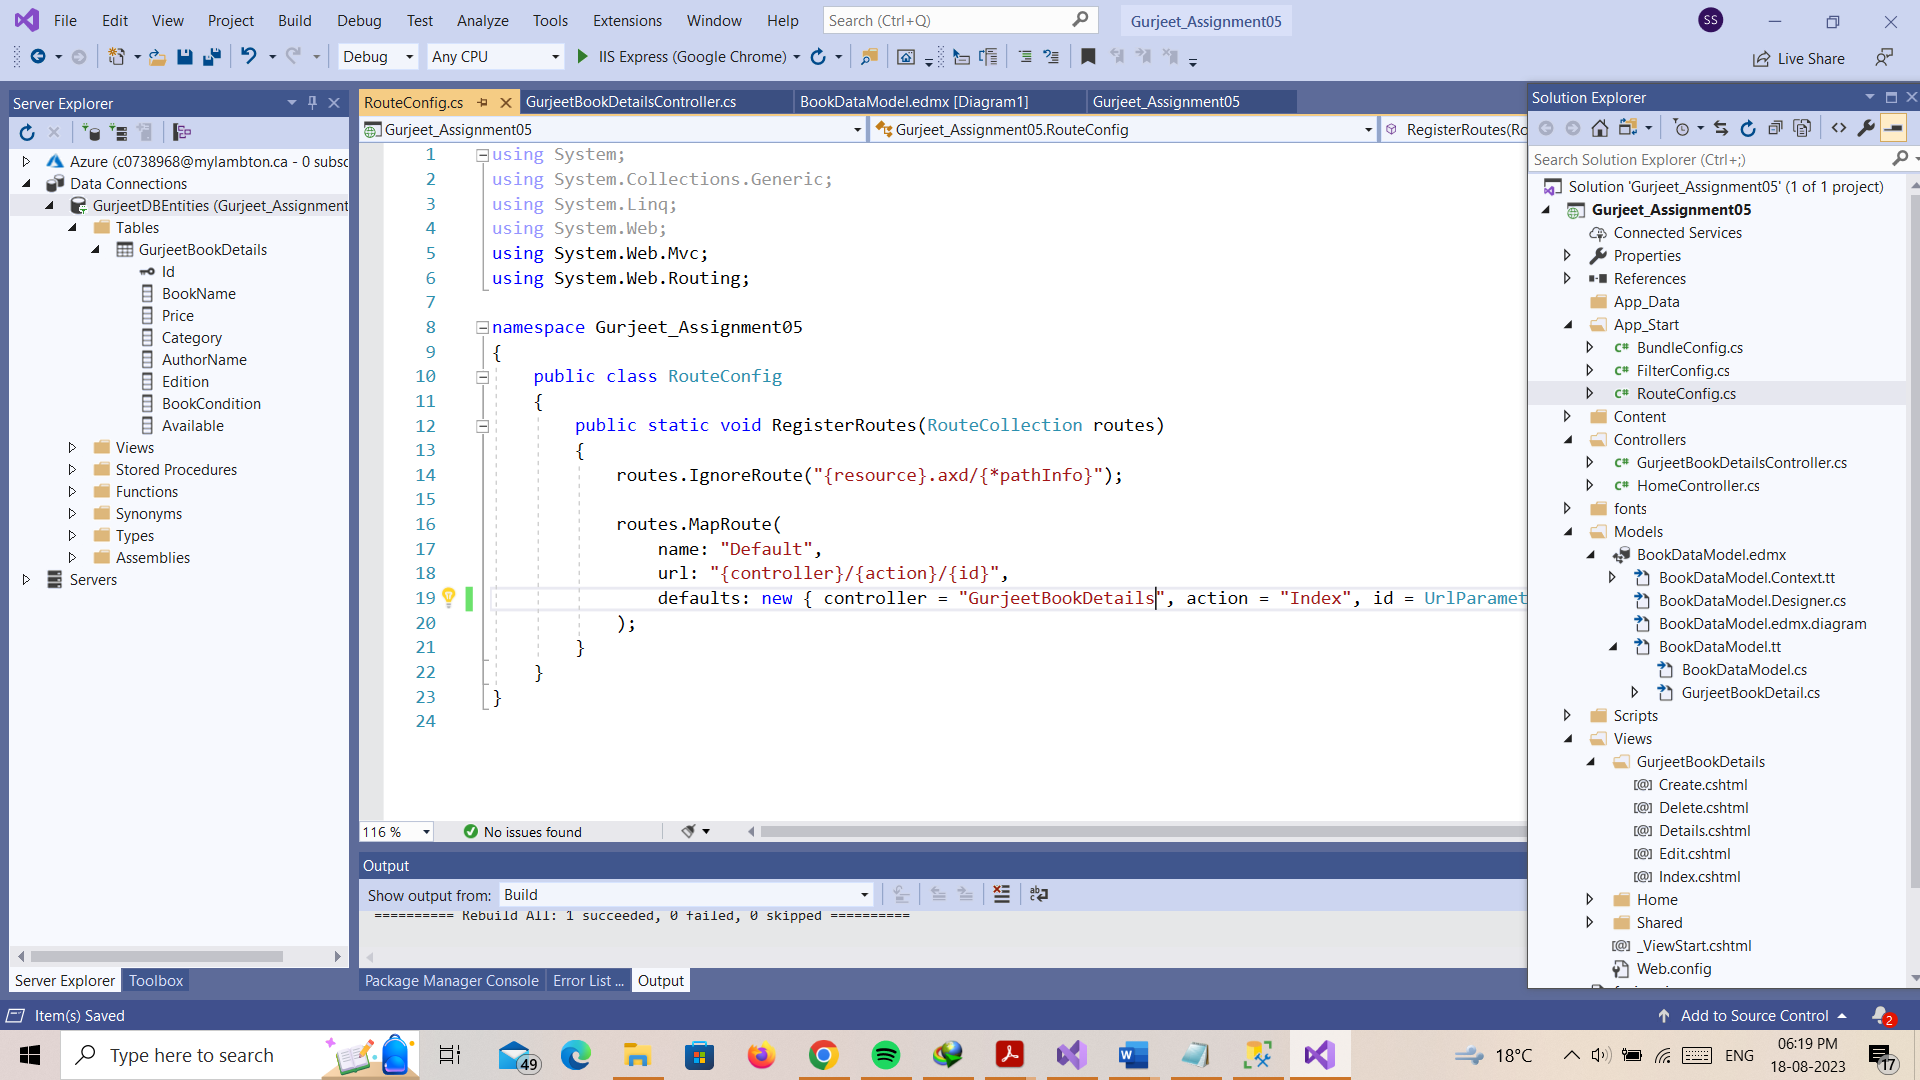 File Edit View Project Build Debug Test Analyze Tools Extensions Window Help Search (Ctrl+Q) Gurjeet_Assignment05 SS
Debug Any CPU IIS Express (Google Chrome) Live Share
Server Explorer
Azure (c0738968@mylambton.ca - 0 subsc
Data Connections
GurjeetDBEntities (Gurjeet_Assignment
Tables
GurjeetBookDetails
Id
BookName
Price
Category
AuthorName
Edition
BookCondition
Available
Views
Stored Procedures
Functions
Synonyms
Types
Assemblies
Servers
Server Explorer Toolbox
RouteConfig.cs GurjeetBookDetailsController.cs BookDataModel.edmx [Diagram1] Gurjeet_Assignment05
Gurjeet_Assignment05 Gurjeet_Assignment05.RouteConfig RegisterRoutes(Ro
1 using System;
2 using System.Collections.Generic;
3 using System.Linq;
4 using System.Web;
5 using System.Web.Mvc;
6 using System.Web.Routing;
7
8 namespace Gurjeet_Assignment05
9 {
10 public class RouteConfig
11 {
12 public static void RegisterRoutes(RouteCollection routes)
13 {
14 routes.IgnoreRoute("{resource}.axd/{*pathInfo}");
15
16 routes.MapRoute(
17 name: "Default",
18 url: "{controller}/{action}/{id}",
19 defaults: new { controller = "GurjeetBookDetails", action = "Index", id = UrlParamet
20 );
21 }
22 }
23 }
24
116 % No issues found
Output
Show output from: Build
========== Rebuild All: 1 succeeded, 0 failed, 0 skipped ==========
Package Manager Console Error List ... Output
Solution Explorer
Search Solution Explorer (Ctrl+;)
Solution 'Gurjeet_Assignment05' (1 of 1 project)
Gurjeet_Assignment05
Connected Services
Properties
References
App_Data
App_Start
C# BundleConfig.cs
C# FilterConfig.cs
C# RouteConfig.cs
Content
Controllers
C# GurjeetBookDetailsController.cs
C# HomeController.cs
fonts
Models
BookDataModel.edmx
BookDataModel.Context.tt
BookDataModel.Designer.cs
BookDataModel.edmx.diagram
BookDataModel.tt
BookDataModel.cs
GurjeetBookDetail.cs
Scripts
Views
GurjeetBookDetails
[@] Create.cshtml
[@] Delete.cshtml
[@] Details.cshtml
[@] Edit.cshtml
[@] Index.cshtml
Home
Shared
[@] _ViewStart.cshtml
Web.config
Item(s) Saved Add to Source Control 2
Type here to search 49 18°C ENG 06:19 PM
18-08-2023 17